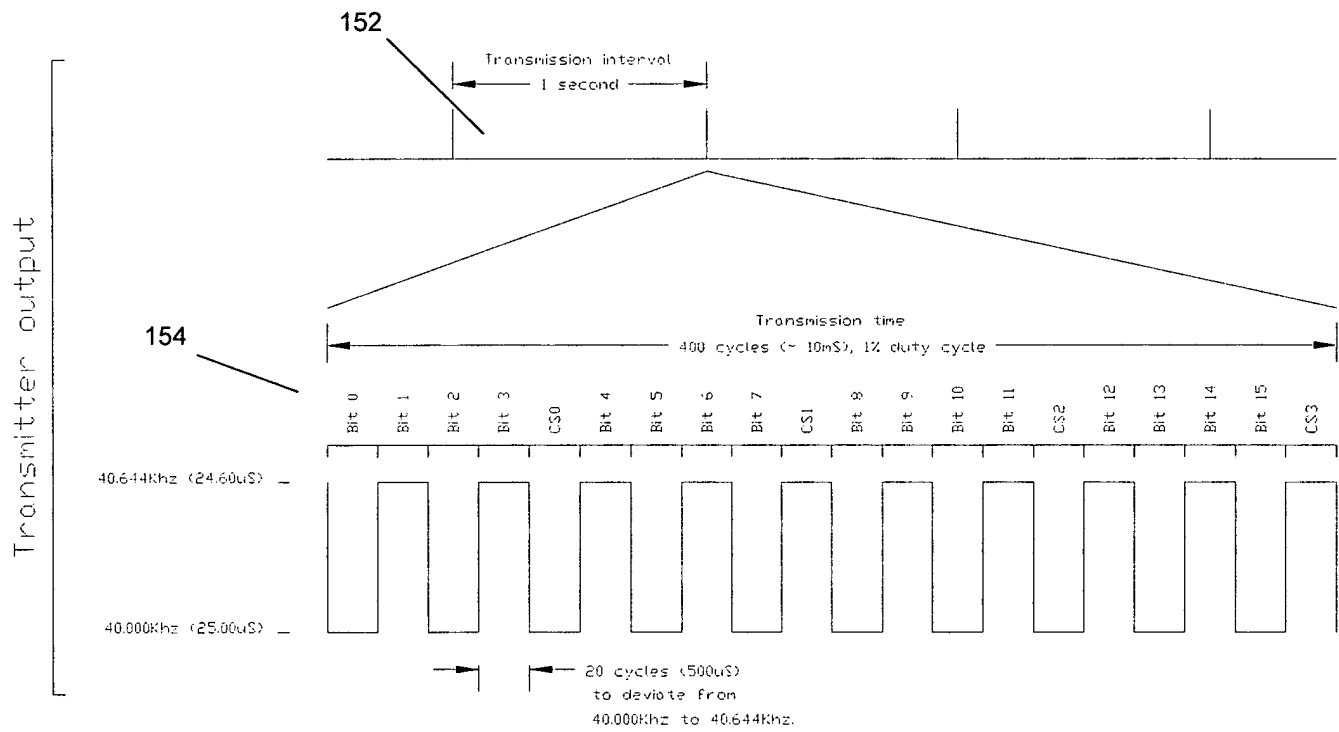 152
Transmission interval
1 second
Transmitter output
154
Transmission time
400 cycles (~ 10mS), 1% duty cycle
Bit 0
Bit 1
Bit 2
Bit 3
CS0
Bit 4
Bit 5
Bit 6
Bit 7
CS1
Bit 8
Bit 9
Bit 10
Bit 11
CS2
Bit 12
Bit 13
Bit 14
Bit 15
CS3
40.644Khz (24.60uS)
40.000Khz (25.00uS)
20 cycles (500uS)
to deviate from
40.000Khz to 40.644Khz.